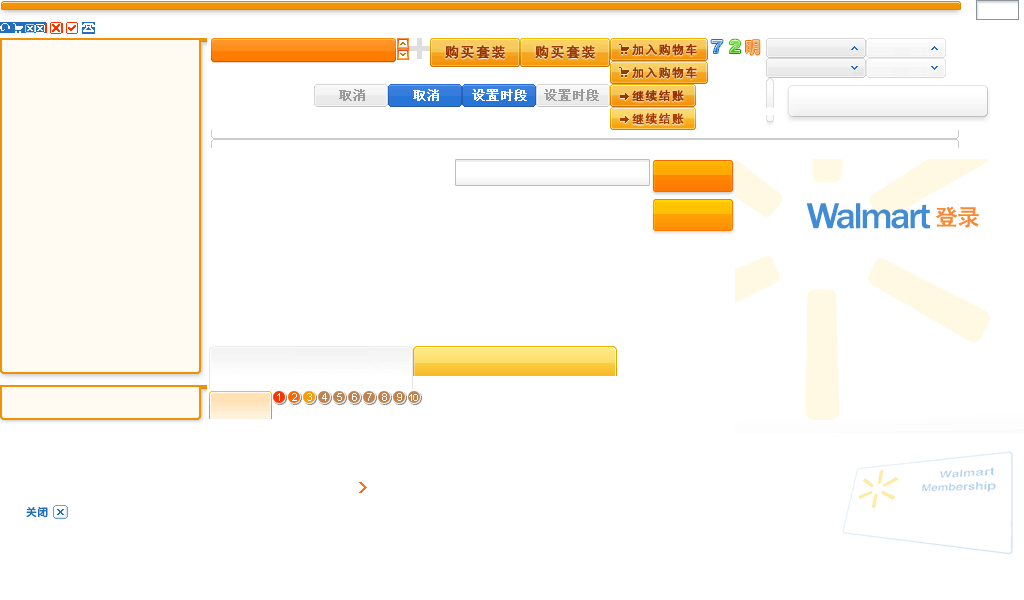 购买套装 购买套装 加入购物车 7 2 明
加入购物车
取消 取消 设置时段 设置时段 继续结账
继续结账
Walmart 登录
1 2 3 4 5 6 7 8 9 10
Walmart
Membership
关闭